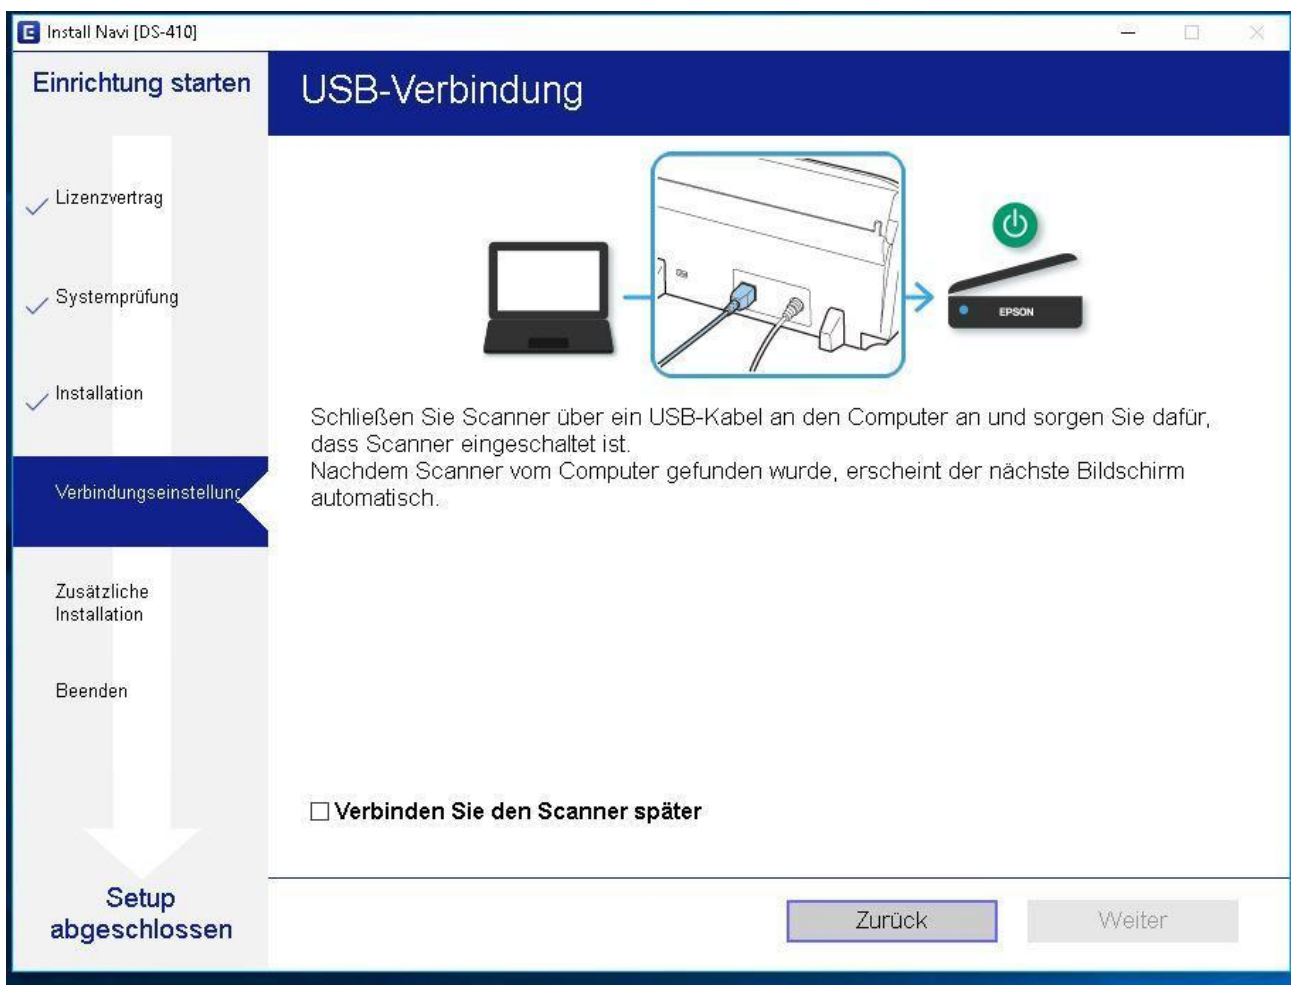 Install Navi [DS-410]
Einrichtung starten
USB-Verbindung
Lizenzvertrag
Systemprüfung
Installation
Verbindungseinstellung
Zusätzliche
Installation
Beenden
Setup
abgeschlossen
EPSON
Schließen Sie Scanner über ein USB-Kabel an den Computer an und sorgen Sie dafür,
dass Scanner eingeschaltet ist.
Nachdem Scanner vom Computer gefunden wurde, erscheint der nächste Bildschirm
automatisch.
Verbinden Sie den Scanner später
Zurück
Weiter